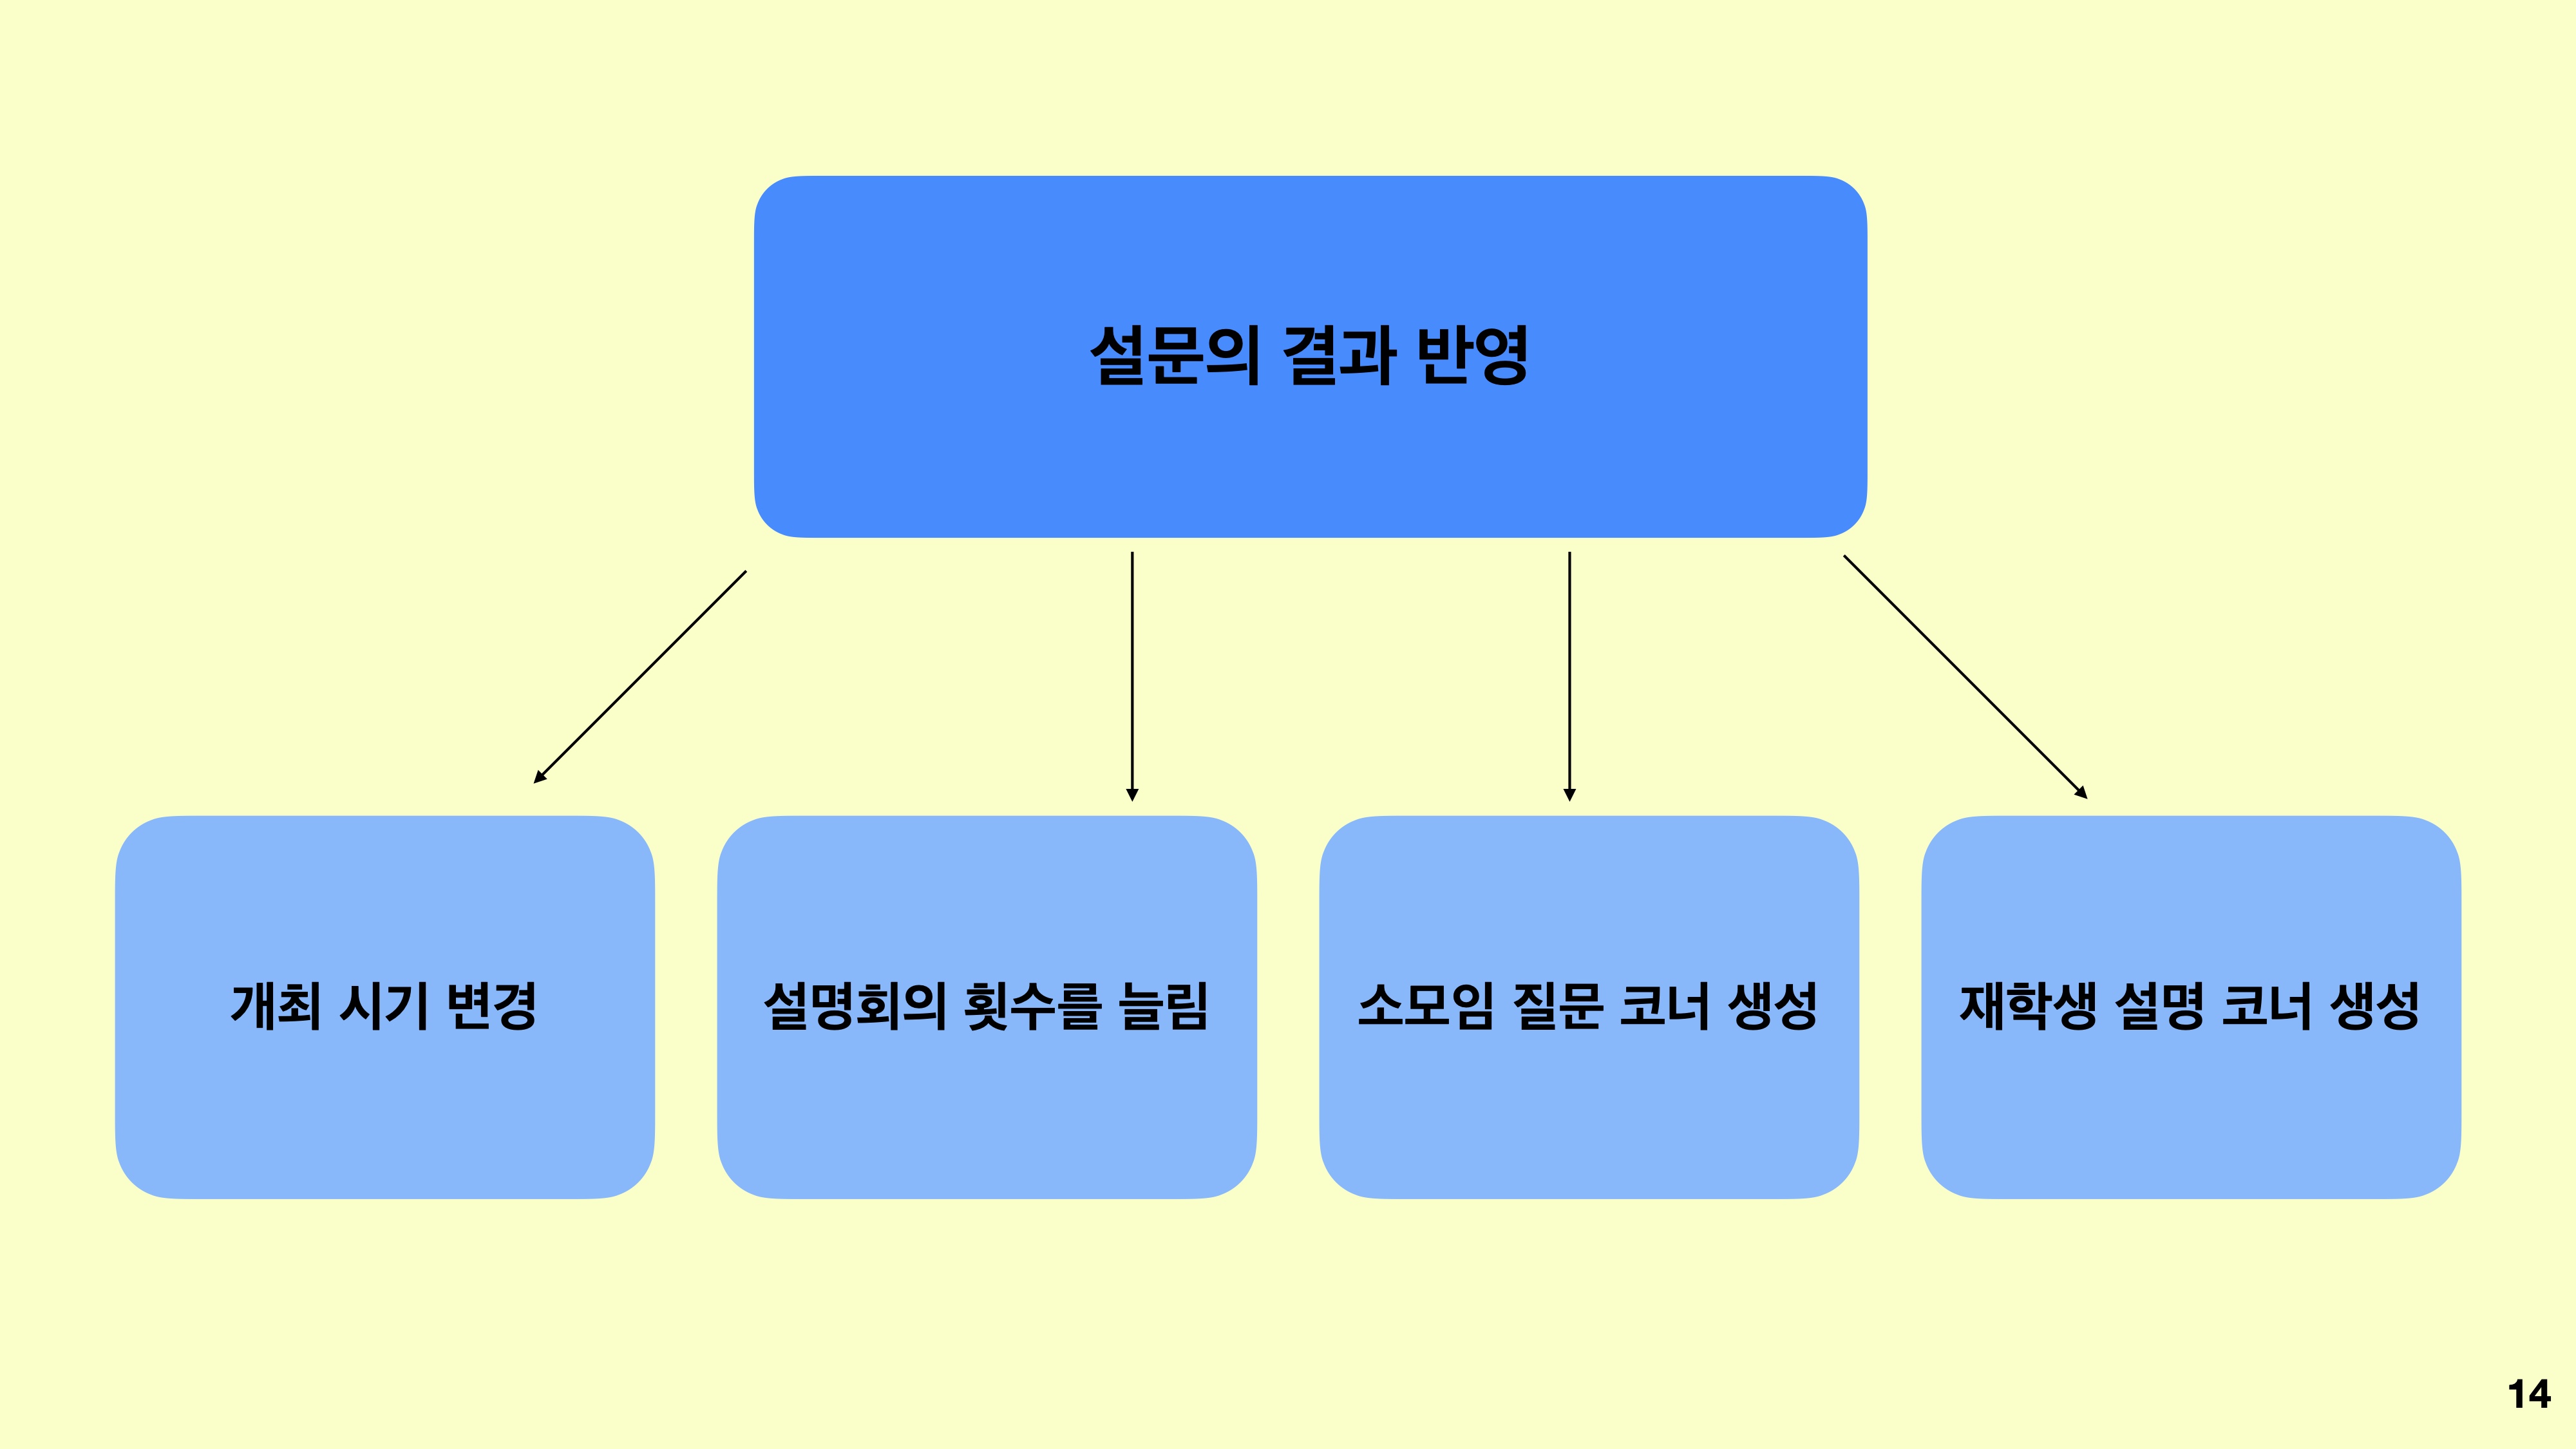 설문의 결과 반영
개최 시기 변경
설명회의 횟수를 늘림
소모임 질문 코너 생성
재학생 설명 코너 생성
14